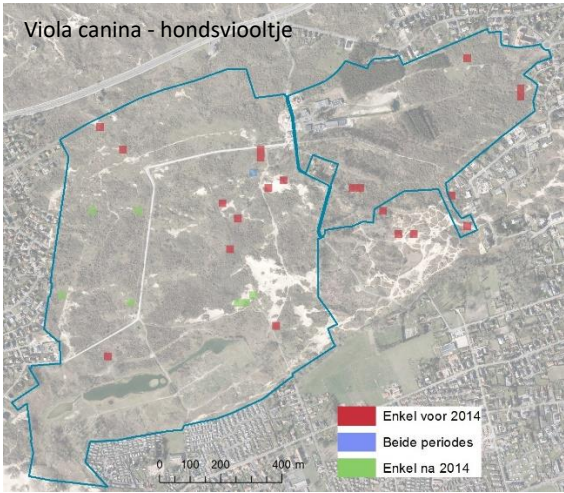 Viola canina - hondsviooltje
Enkel voor 2014
Beide periodes
Enkel na 2014
0 100 200 400 m